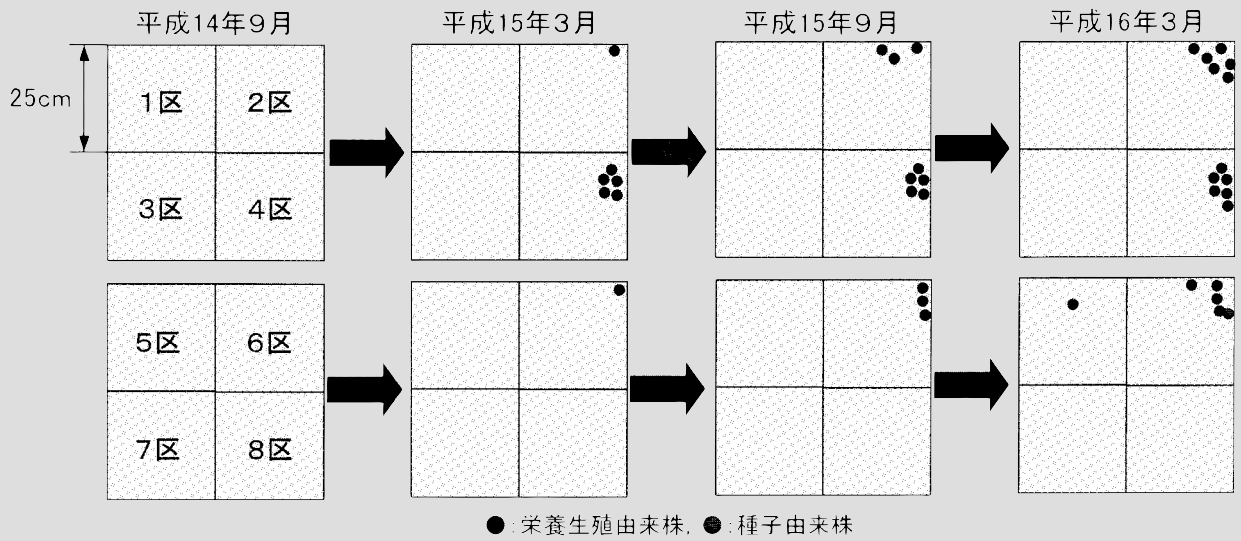 平成14年9月
平成15年3月
平成15年9月
平成16年3月
25cm
1区
2区
3区
4区
5区
6区
7区
8区
●:栄養生殖由来株, ●:種子由来株